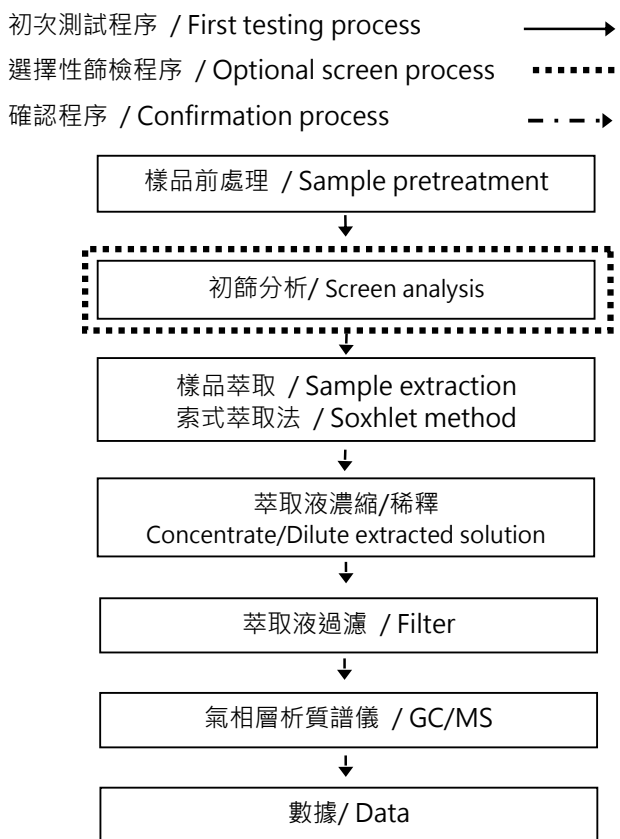 初次測試程序 / First testing process
選擇性篩檢程序 / Optional screen process
確認程序 / Confirmation process
樣品前處理 / Sample pretreatment
初篩分析/ Screen analysis
樣品萃取 / Sample extraction
索式萃取法 / Soxhlet method
萃取液濃縮/稀釋
Concentrate/Dilute extracted solution
萃取液過濾 / Filter
氣相層析質譜儀 / GC/MS
數據/ Data